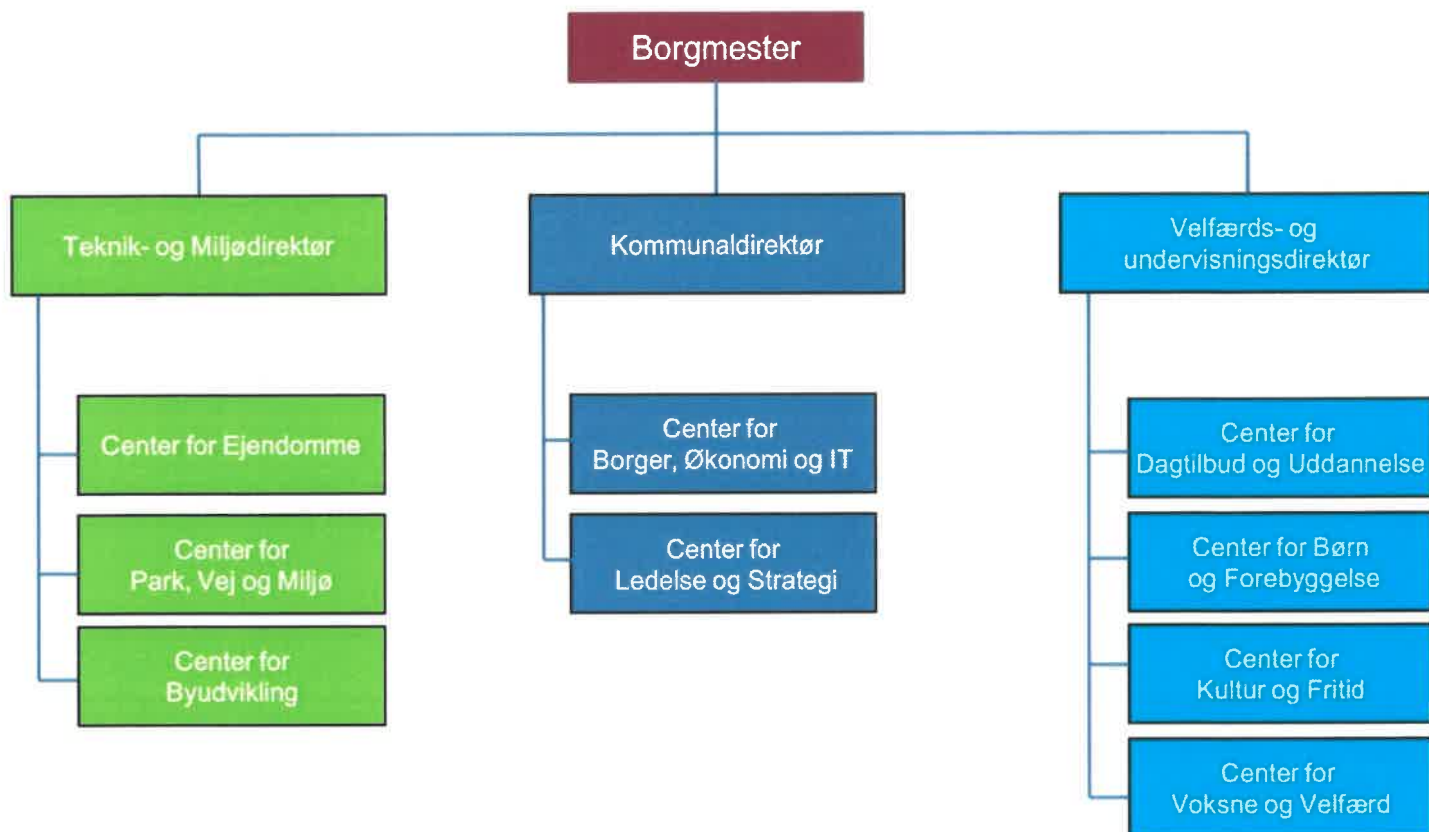 Borgmester
Teknik- og Miljødirektør
Center for Ejendomme
Center for
Park, Vej og Miljø
Center for
Byudvikling
Kommunaldirektør
Center for
Borger, Økonomi og IT
Center for
Ledelse og Strategi
Velfærds- og
undervisningsdirektør
Center for
Dagtilbud og Uddannelse
Center for Børn
og Forebyggelse
Center for
Kultur og Fritid
Center for
Voksne og Velfærd